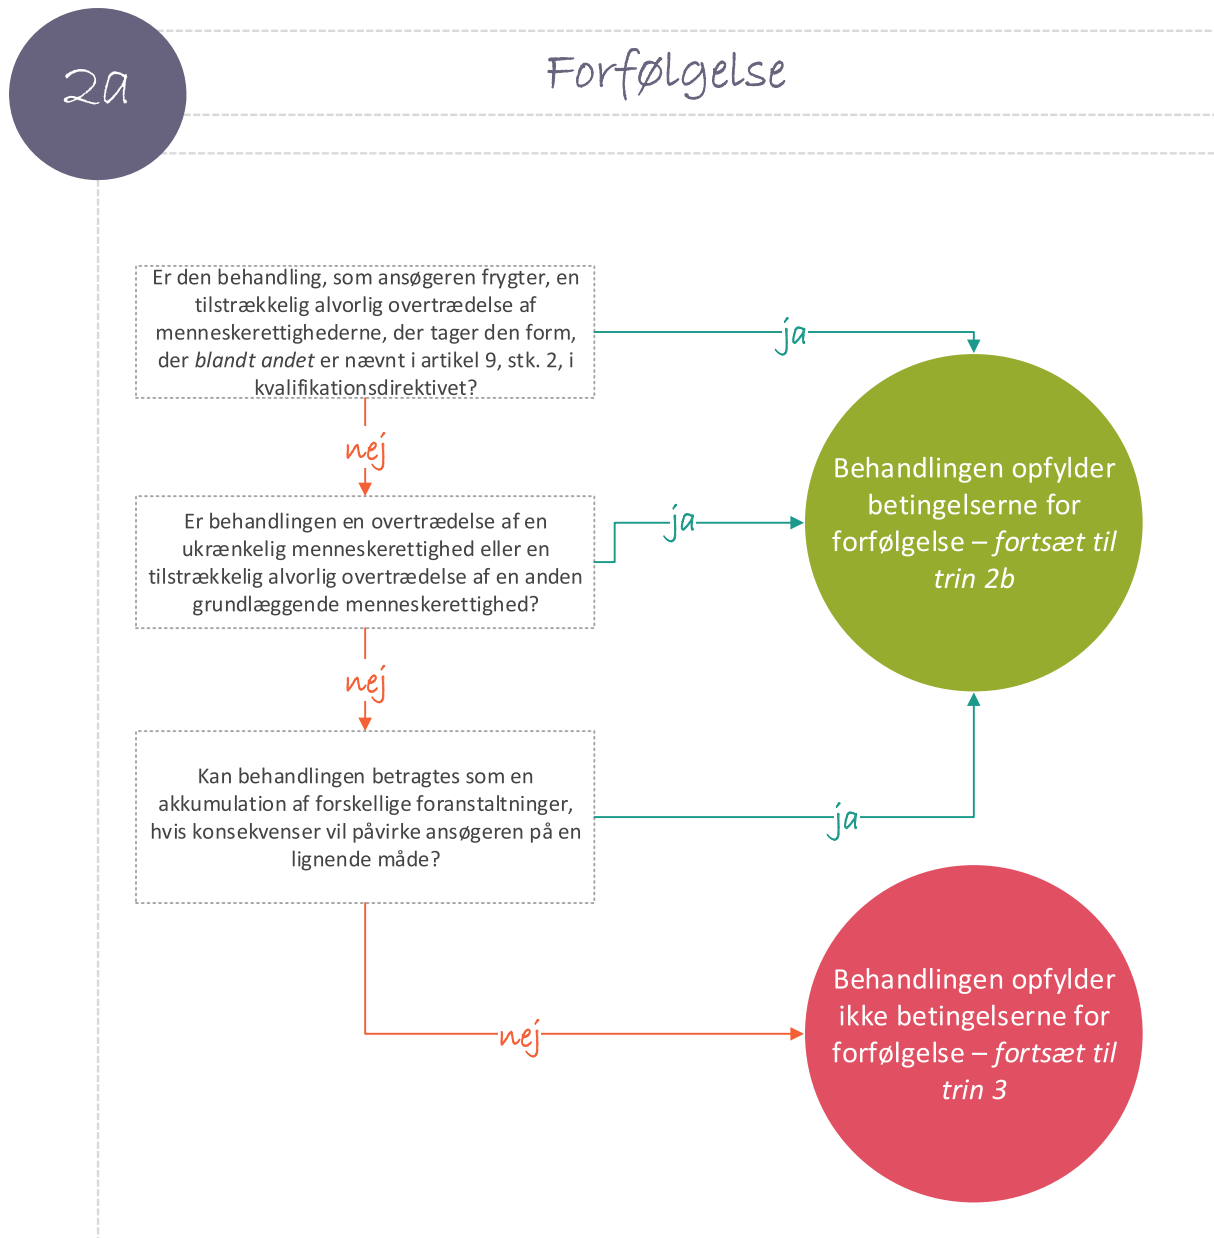 2a
Forfølgelse
Er den behandling, som ansøgeren frygter, en
tilstrækkelig alvorlig overtrædelse af
menneskerettighederne, der tager den form,
der blandt andet er nævnt i artikel 9, stk. 2, i
kvalifikationsdirektivet?
ja
nej
Behandlingen opfylder
betingelserne for
forfølgelse – fortsæt til
trin 2b
Er behandlingen en overtrædelse af en
ukrænkelig menneskerettighed eller en
tilstrækkelig alvorlig overtrædelse af en anden
grundlæggende menneskerettighed?
ja
nej
Kan behandlingen betragtes som en
akkumulation af forskellige foranstaltninger,
hvis konsekvenser vil påvirke ansøgeren på en
lignende måde?
ja
nej
Behandlingen opfylder
ikke betingelserne for
forfølgelse – fortsæt til
trin 3